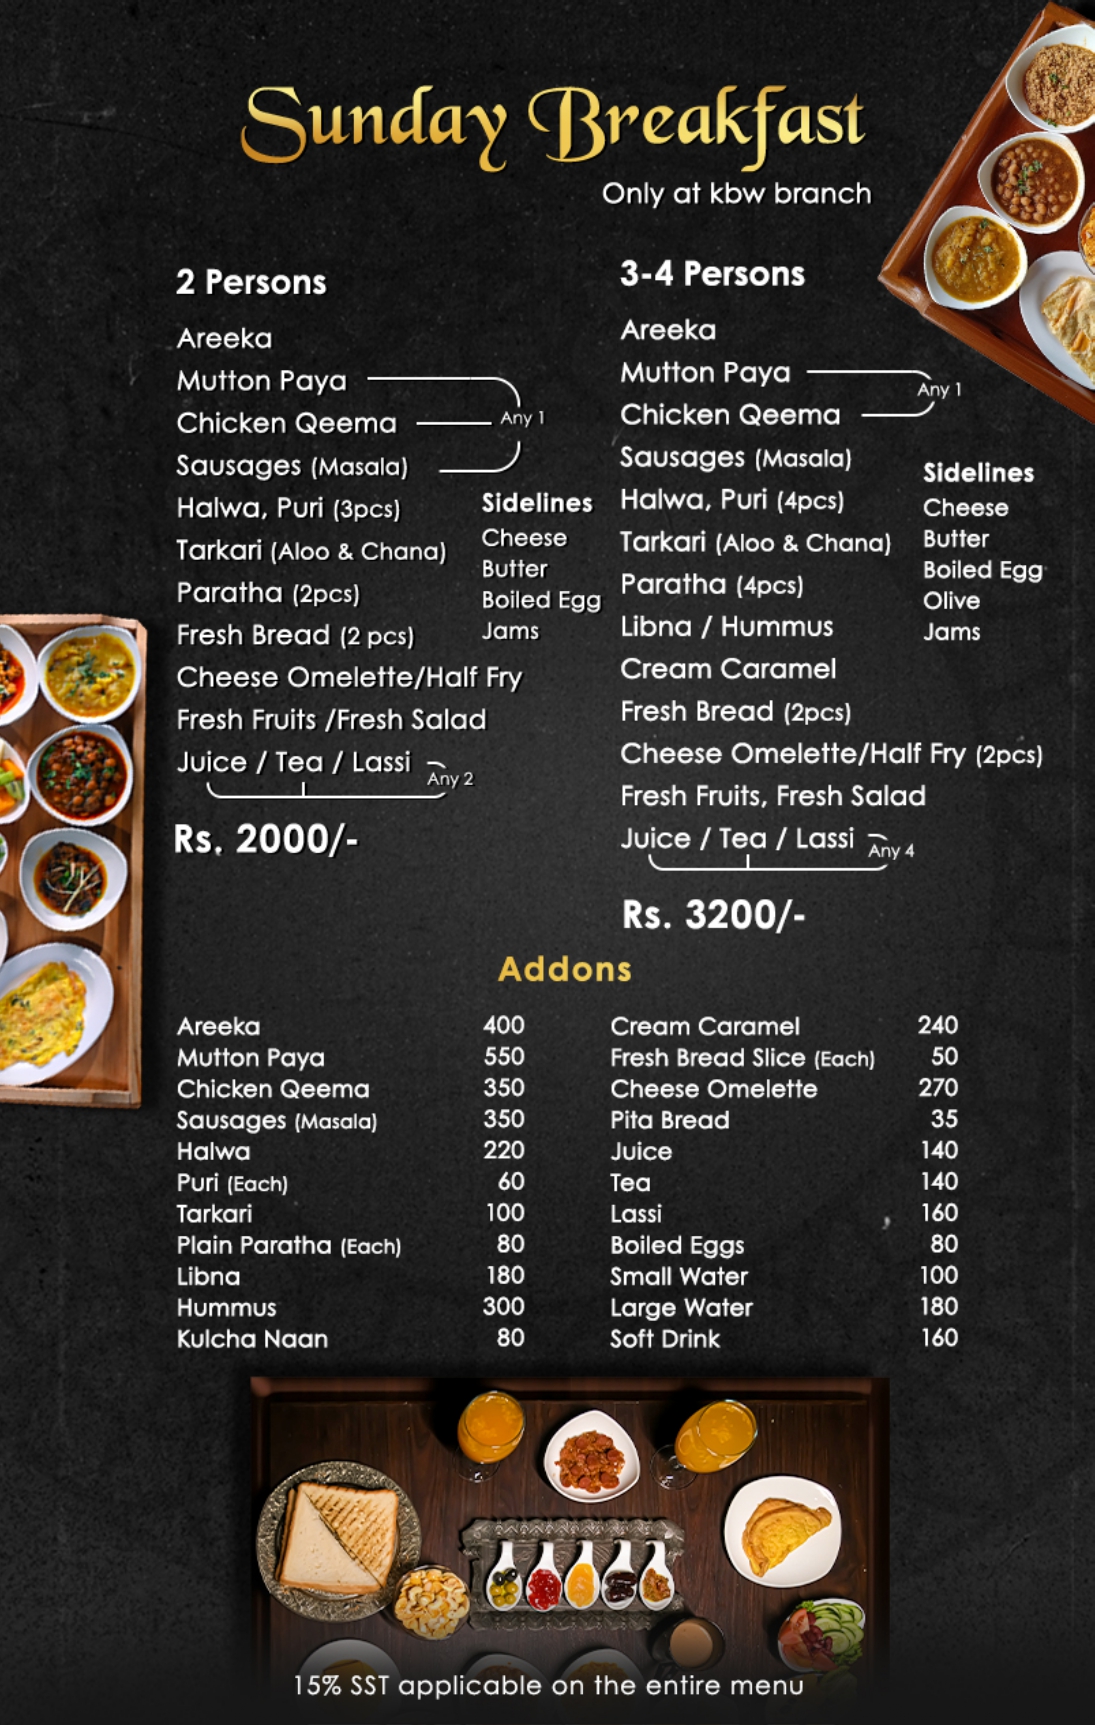 Sunday Breakfast
Only at kbw branch
2 Persons
Areeka
Mutton Paya
Chicken Qeema
Sausages (Masala)
Any 1
Halwa, Puri (3pcs)
Tarkari (Aloo & Chana)
Paratha (2pcs)
Fresh Bread (2 pcs)
Cheese Omelette/Half Fry
Fresh Fruits /Fresh Salad
Juice / Tea / Lassi
Any 2
Sidelines
Cheese
Butter
Boiled Egg
Jams
Rs. 2000/-
3-4 Persons
Areeka
Mutton Paya
Chicken Qeema
Any 1
Sausages (Masala)
Halwa, Puri (4pcs)
Tarkari (Aloo & Chana)
Paratha (4pcs)
Libna / Hummus
Cream Caramel
Fresh Bread (2pcs)
Cheese Omelette/Half Fry (2pcs)
Fresh Fruits, Fresh Salad
Juice / Tea / Lassi
Any 4
Sidelines
Cheese
Butter
Boiled Egg
Olive
Jams
Rs. 3200/-
Addons
Areeka 400
Mutton Paya 550
Chicken Qeema 350
Sausages (Masala) 350
Halwa 220
Puri (Each) 60
Tarkari 100
Plain Paratha (Each) 80
Libna 180
Hummus 300
Kulcha Naan 80
Cream Caramel 240
Fresh Bread Slice (Each) 50
Cheese Omelette 270
Pita Bread 35
Juice 140
Tea 140
Lassi 160
Boiled Eggs 80
Small Water 100
Large Water 180
Soft Drink 160
15% SST applicable on the entire menu